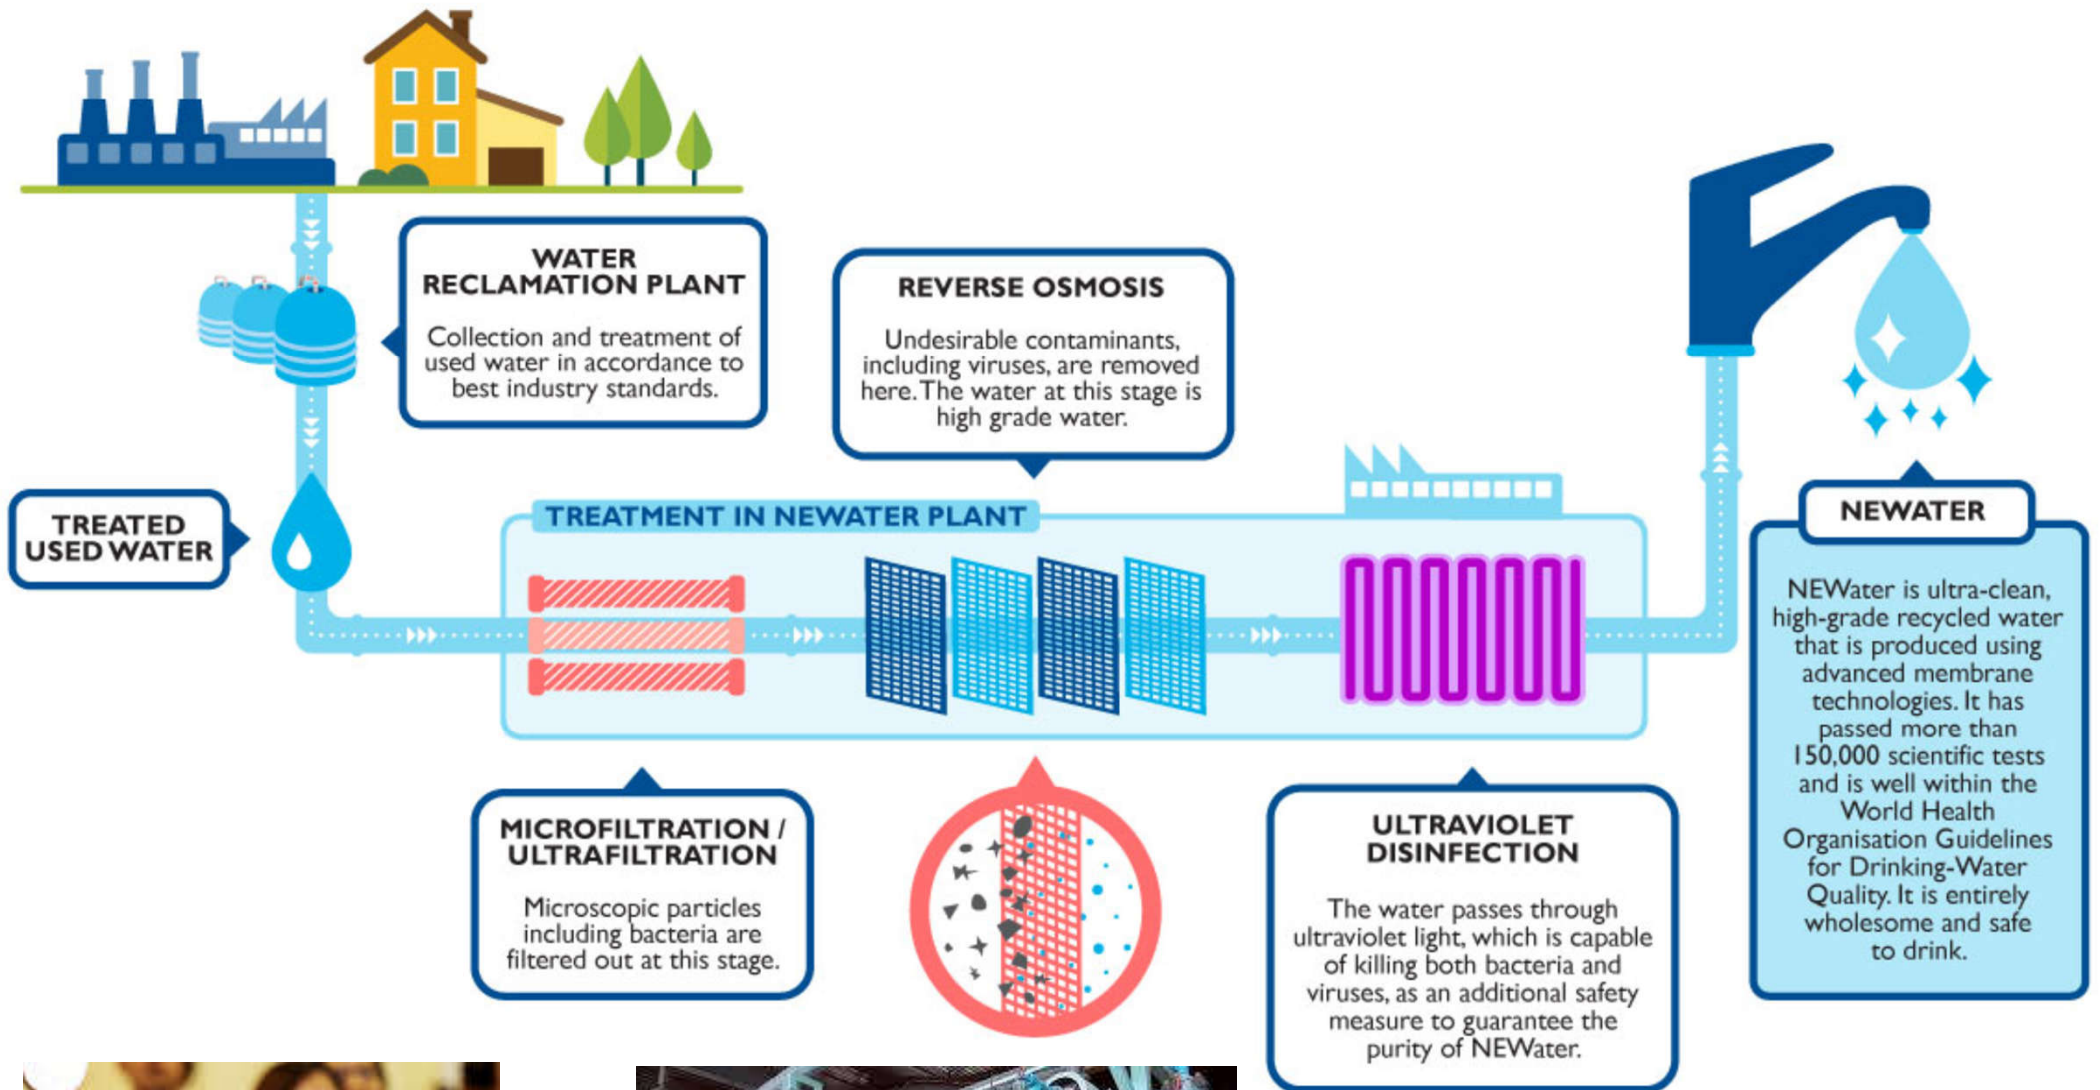 WATER
RECLAMATION PLANT
Collection and treatment of
used water in accordance to
best industry standards.
REVERSE OSMOSIS
Undesirable contaminants,
including viruses, are removed
here. The water at this stage is
high grade water.
TREATED
USED WATER
TREATMENT IN NEWATER PLANT
MICROFILTRATION /
ULTRAFILTRATION
Microscopic particles
including bacteria are
filtered out at this stage.
ULTRAVIOLET
DISINFECTION
The water passes through
ultraviolet light, which is capable
of killing both bacteria and
viruses, as an additional safety
measure to guarantee the
purity of NEWater.
NEWATER
NEWater is ultra-clean,
high-grade recycled water
that is produced using
advanced membrane
technologies. It has
passed more than
150,000 scientific tests
and is well within the
World Health
Organisation Guidelines
for Drinking-Water
Quality. It is entirely
wholesome and safe
to drink.